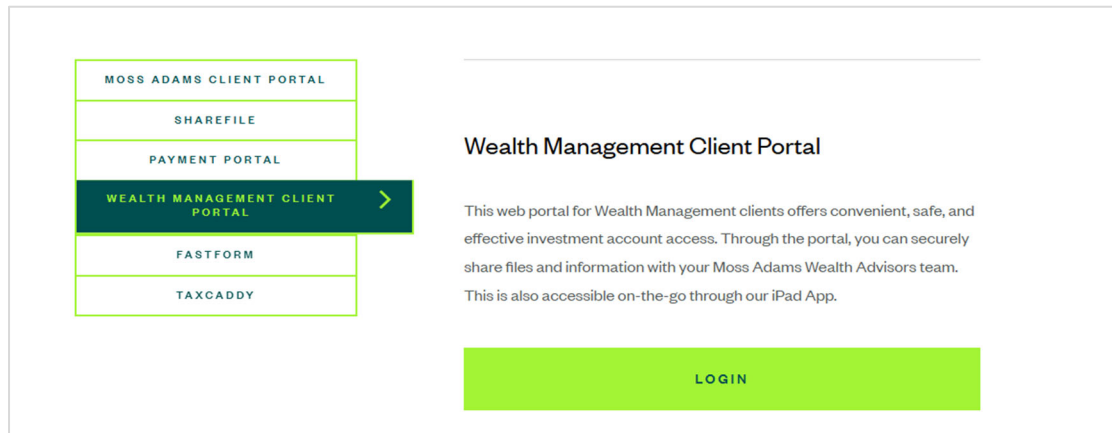 MOSS ADAMS CLIENT PORTAL
SHAREFILE
PAYMENT PORTAL
WEALTH MANAGEMENT CLIENT
PORTAL
FASTFORM
TAXCADDY
Wealth Management Client Portal
This web portal for Wealth Management clients offers convenient, safe, and
effective investment account access. Through the portal, you can securely
share files and information with your Moss Adams Wealth Advisors team.
This is also accessible on-the-go through our iPad App.
LOGIN